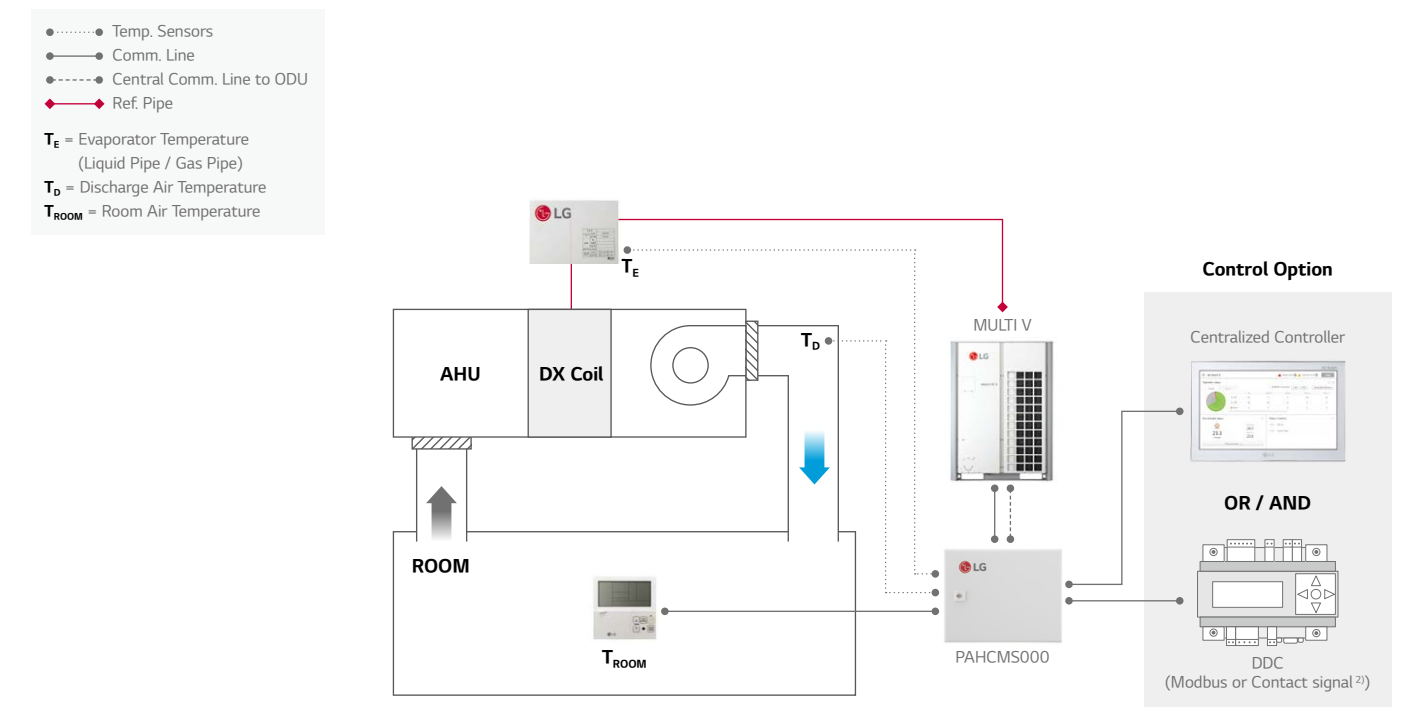 Temp. Sensors
Comm. Line
Central Comm. Line to ODU
Ref. Pipe
TE = Evaporator Temperature
(Liquid Pipe / Gas Pipe)
TD = Discharge Air Temperature
TROOM = Room Air Temperature
LG
TE
Control Option
MULTI V
Centralized Controller
TD
LG
AHU
DX Coil
OR / AND
ROOM
LG
LG
TROOM
PAHCMS000
DDC
(Modbus or Contact signal 2))